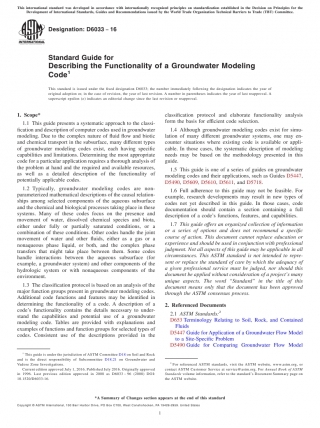 This international standard was developed in accordance with internationally recognized principles on standardization established in the Decision on Principles for the
Development of International Standards, Guides and Recommendations issued by the World Trade Organization Technical Barriers to Trade (TBT) Committee.
Designation: D6033 – 16
INTERNATIONAL
Standard Guide for
Describing the Functionality of a Groundwater Modeling
Code¹
This standard is issued under the fixed designation D6033; the number immediately following the designation indicates the year of
original adoption or, in the case of revision, the year of last revision. A number in parentheses indicates the year of last reapproval. A
superscript epsilon (ε) indicates an editorial change since the last revision or reapproval.
1. Scope*
1.1 This guide presents a systematic approach to the classi-
fication and description of computer codes used in groundwater
modeling. Due to the complex nature of fluid flow and biotic
and chemical transport in the subsurface, many different types
of groundwater modeling codes exist, each having specific
capabilities and limitations. Determining the most appropriate
code for a particular application requires a thorough analysis of
the problem at hand and the required and available resources,
as well as a detailed description of the functionality of
potentially applicable codes.
1.2 Typically, groundwater modeling codes are non-
parameterized mathematical descriptions of the causal relation-
ships among selected components of the aqueous subsurface
and the chemical and biological processes taking place in these
systems. Many of these codes focus on the presence and
movement of water, dissolved chemical species and biota,
either under fully or partially saturated conditions, or a
combination of these conditions. Other codes handle the joint
movement of water and other fluids, either as a gas or a
nonaqueous phase liquid, or both, and the complex phase
transfers that might take place between them. Some codes
handle interactions between the aqueous subsurface (for
example, a groundwater system) and other components of the
hydrologic system or with nonaqueous components of the
environment.
1.3 The classification protocol is based on an analysis of the
major function groups present in groundwater modeling codes.
Additional code functions and features may be identified in
determining the functionality of a code. A description of a
code's functionality contains the details necessary to under-
stand the capabilities and potential use of a groundwater
modeling code. Tables are provided with explanations and
examples of functions and function groups for selected types of
codes. Consistent use of the descriptions provided in the
classification protocol and elaborate functionality analysis
form the basis for efficient code selection.
1.4 Although groundwater modeling codes exist for simu-
lation of many different groundwater systems, one may en-
counter situations where existing code is available or appli-
cable. In those cases, the systematic description of modeling
needs may be based on the methodology presented in this
guide.
1.5 This guide is one of a series of guides on groundwater
modeling codes and their applications, such as Guides D5447,
D5490, D5609, D5610, D5611, and D5718.
1.6 Full adherence to this guide may not be feasible. For
example, research developments may result in new types of
codes not yet described in this guide. In those cases, code
documentation should contain a section containing a full
description of a code's functions, features, and capabilities.
1.7 This guide offers an organized collection of information
or a series of options and does not recommend a specific
course of action. This document cannot replace education or
experience and should be used in conjunction with professional
judgment. Not all aspects of this guide may be applicable in all
circumstances. This ASTM standard is not intended to repre-
sent or replace the standard of care by which the adequacy of
a given professional service must be judged, nor should this
document be applied without consideration of a project's many
unique aspects. The word "Standard" in the title of this
document means only that the document has been approved
through the ASTM consensus process.
2. Referenced Documents
2.1 ASTM Standards:²
D653 Terminology Relating to Soil, Rock, and Contained
Fluids
D5447 Guide for Application of a Groundwater Flow Model
to a Site-Specific Problem
D5490 Guide for Comparing Groundwater Flow Model
¹ This guide is under the jurisdiction of ASTM Committee D18 on Soil and Rock
and is the direct responsibility of Subcommittee D18.21 on Groundwater and
Vadose Zone Investigations.
Current edition approved July 1, 2016. Published July 2016. Originally approved
in 1996. Last previous edition approved in 2008 as
² For referenced ASTM standards, visit the ASTM website, www.astm.org, or
contact ASTM Customer Service at service@astm.org. For Annual Book of ASTM
Standards volume information, refer to the standard's Document Summary page on
the ASTM website.
*A Summary of Changes section appears at the end of this standard
Copyright © ASTM International, 100 Barr Harbor Drive, PO Box C700, West Conshohocken, PA 19428-2959. United States
1